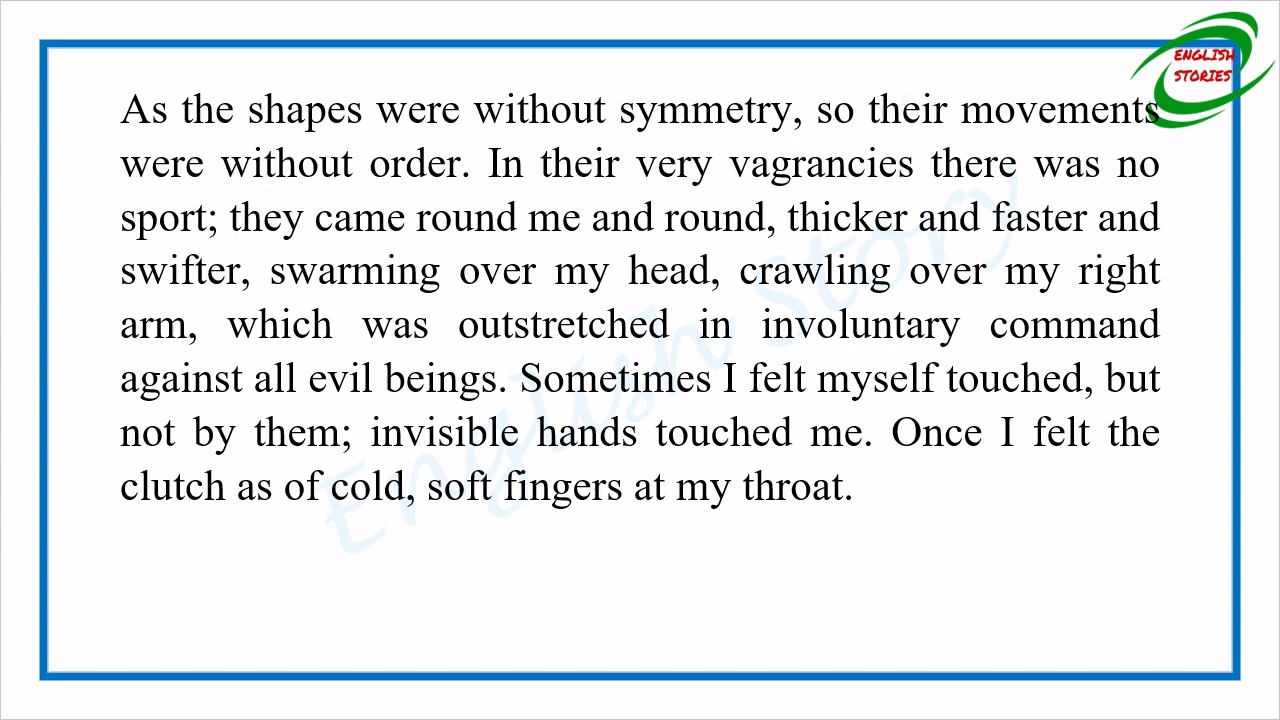 ENGLISH
STORIES
As the shapes were without symmetry, so their movements
were without order. In their very vagrancies there was no
sport; they came round me and round, thicker and faster and
swifter, swarming over my head, crawling over my right
arm, which was outstretched in involuntary command
against all evil beings. Sometimes I felt myself touched, but
not by them; invisible hands touched me. Once I felt the
clutch as of cold, soft fingers at my throat.
English Story